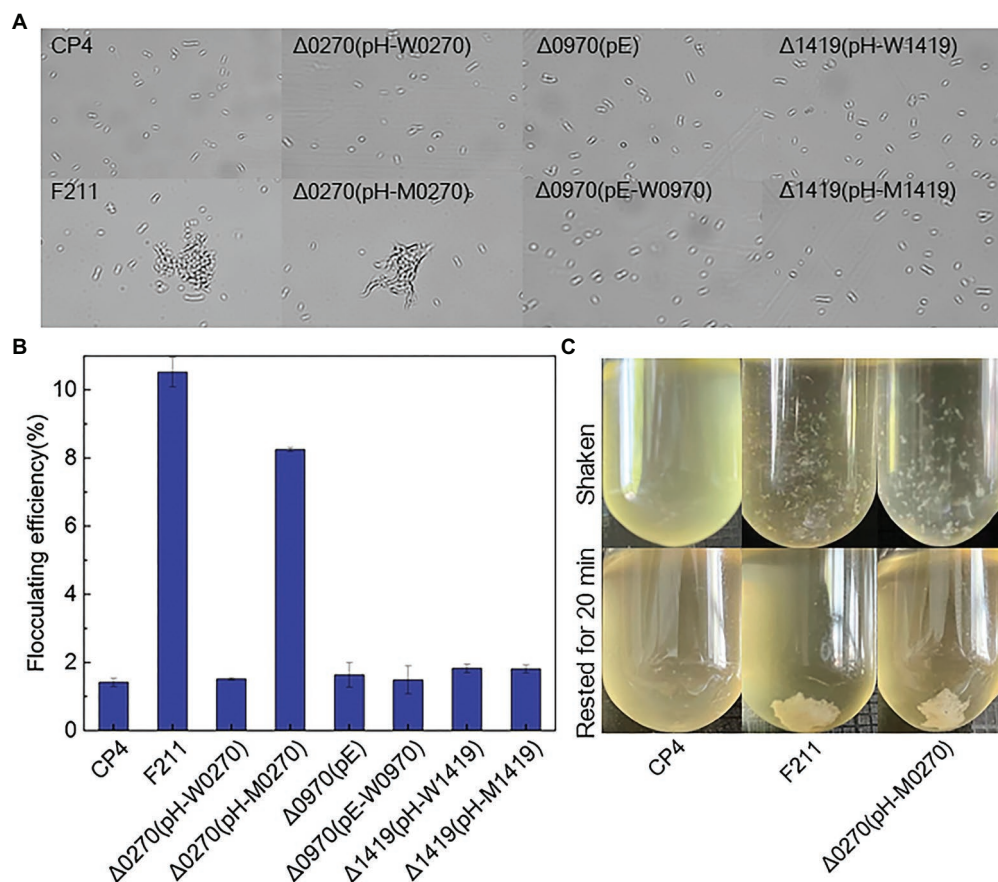 A
CP4
Δ0270(pH-W0270)
Δ0970(pE)
Δ1419(pH-W1419)
F211
Δ0270(pH-M0270)
Δ0970(pE-W0970)
Δ1419(pH-M1419)
B
Flocculating efficiency(%)
10
8
6
4
2
0
CP4
F211
Δ0270(pH-W0270)
Δ0270(pH-M0270)
Δ0970(pE)
Δ0970(pE-W0970)
Δ1419(pH-W1419)
Δ1419(pH-M1419)
C
Shaken
Rested for 20 min
CP4
F211
Δ0270(pH-M0270)